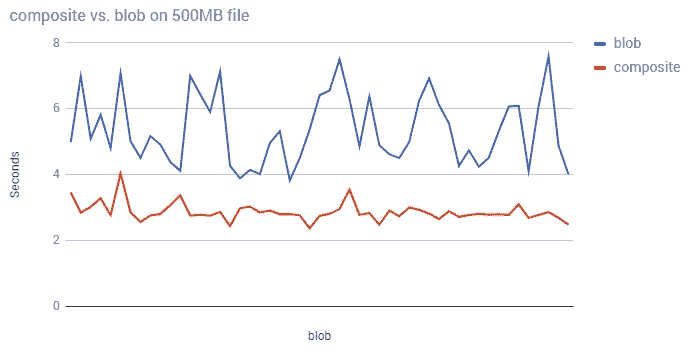 composite vs. blob on 500MB file
8
6
4
2
0
Seconds
blob
blob
composite